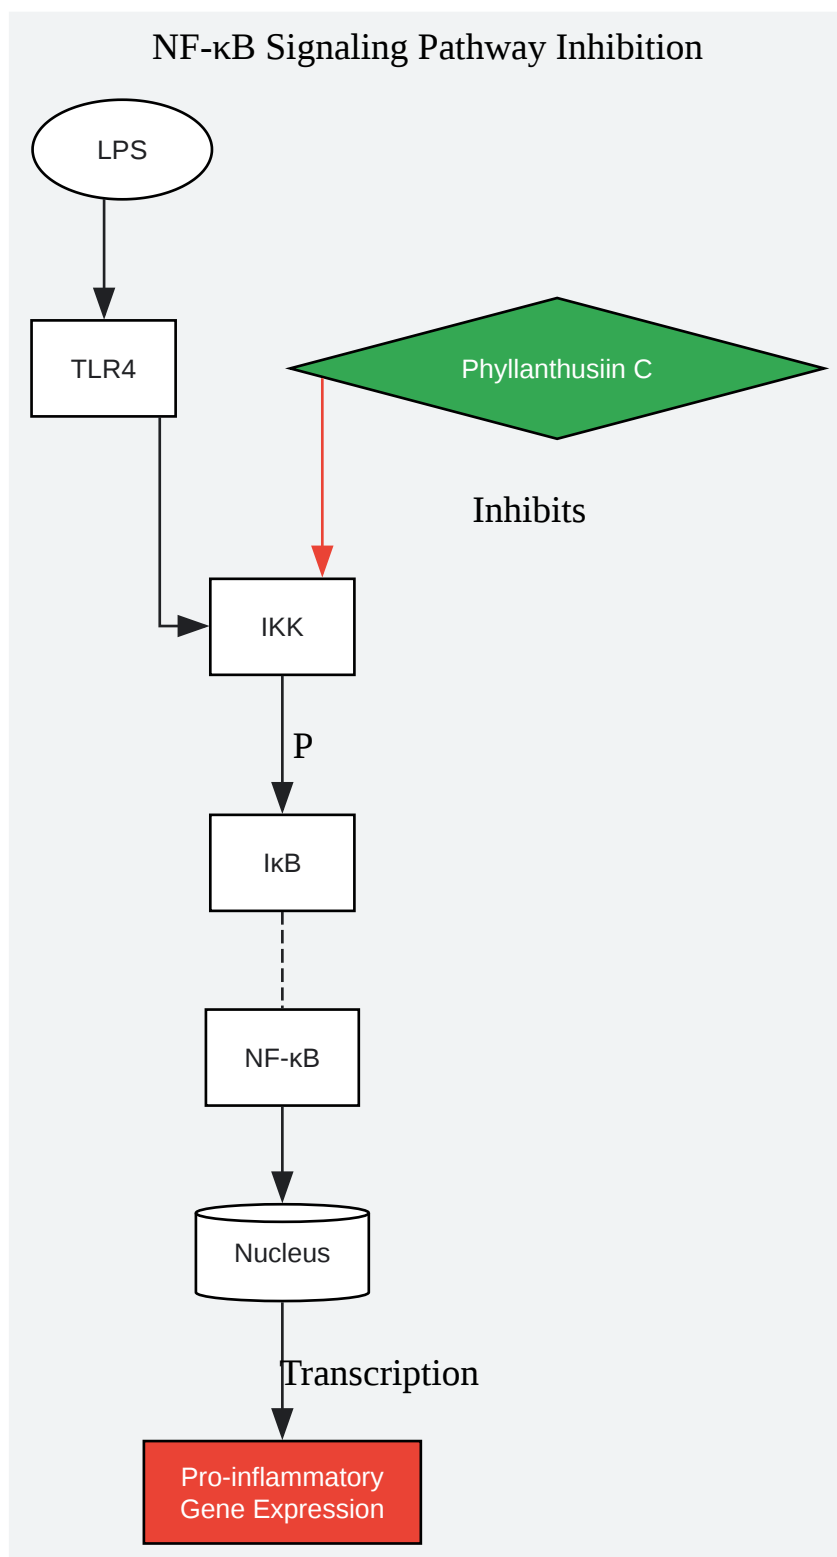 NF-κB Signaling Pathway Inhibition
LPS
TLR4
Phyllanthusiin C
Inhibits
IKK
P
IκB
NF-κB
Nucleus
Transcription
Pro-inflammatory
Gene Expression